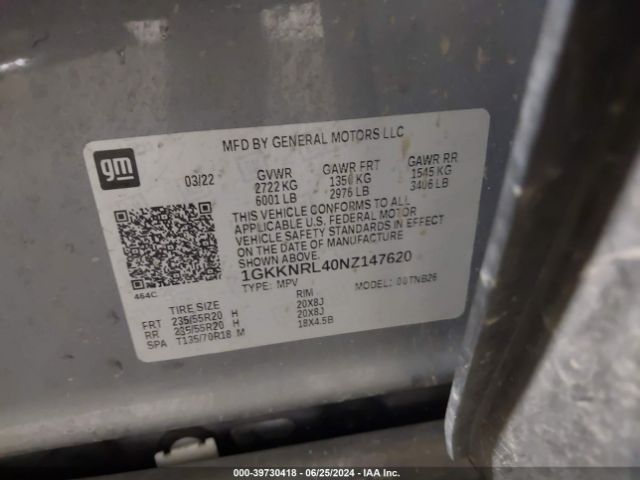 MFD BY GENERAL MOTORS LLC
gm
03/22 GVWR GAWR FRT GAWR RR
2722 KG 1350 KG 1545 KG
6001 LB 2976 LB 3406 LB
THIS VEHICLE CONFORMS TO ALL
APPLICABLE U.S. FEDERAL MOTOR
VEHICLE SAFETY STANDARDS IN EFFECT
ON THE DATE OF MANUFACTURE
SHOWN ABOVE.
1GKKNRL40NZ147620
TYPE: MPV MODEL: 00TNB26
464C
TIRE SIZE RIM
FRT 235/55R20 H 20X8J
RR 235/55R20 H 20X8J
SPA T135/70R18 M 18X4.5B
000-39730418 - 06/25/2024 - IAA Inc.